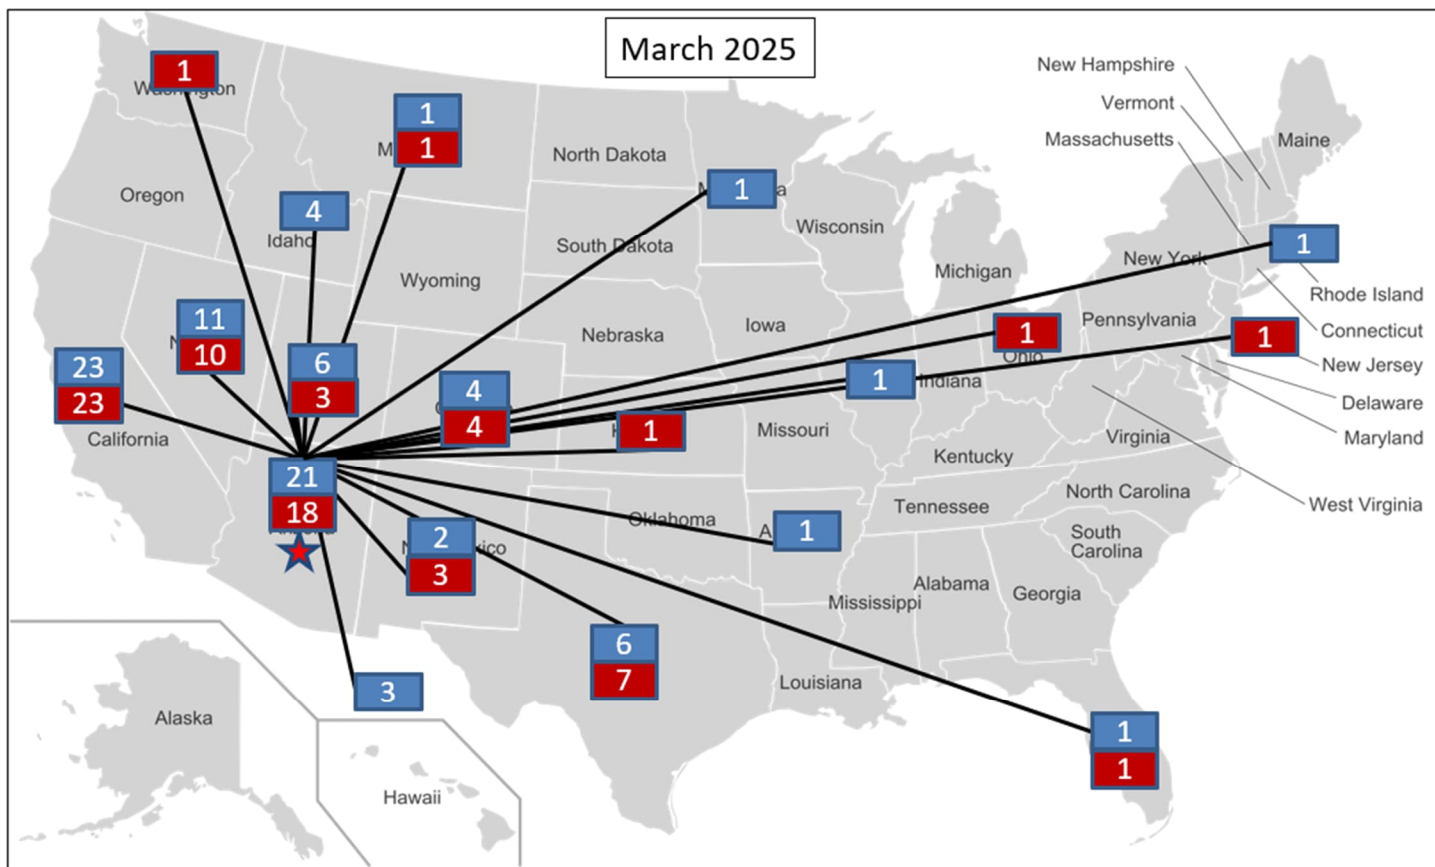 March 2025
New Hampshire
Vermont
Massachusetts
Maine
1
1
1
North Dakota
Oregon
1
Wisconsin
4
Idaho
South Dakota
Wyoming
Michigan
New York
1
Rhode Island
11
10
Nebraska
Iowa
1
Ohio
Pennsylvania
1
Connecticut
New Jersey
23
23
6
3
4
4
1
Indiana
Delaware
California
1
Missouri
Virginia
Maryland
Kentucky
21
18
Tennessee
North Carolina
West Virginia
Oklahoma
1
South
Carolina
2
3
Mississippi
Alabama
Georgia
6
7
3
Louisiana
Alaska
1
1
Hawaii